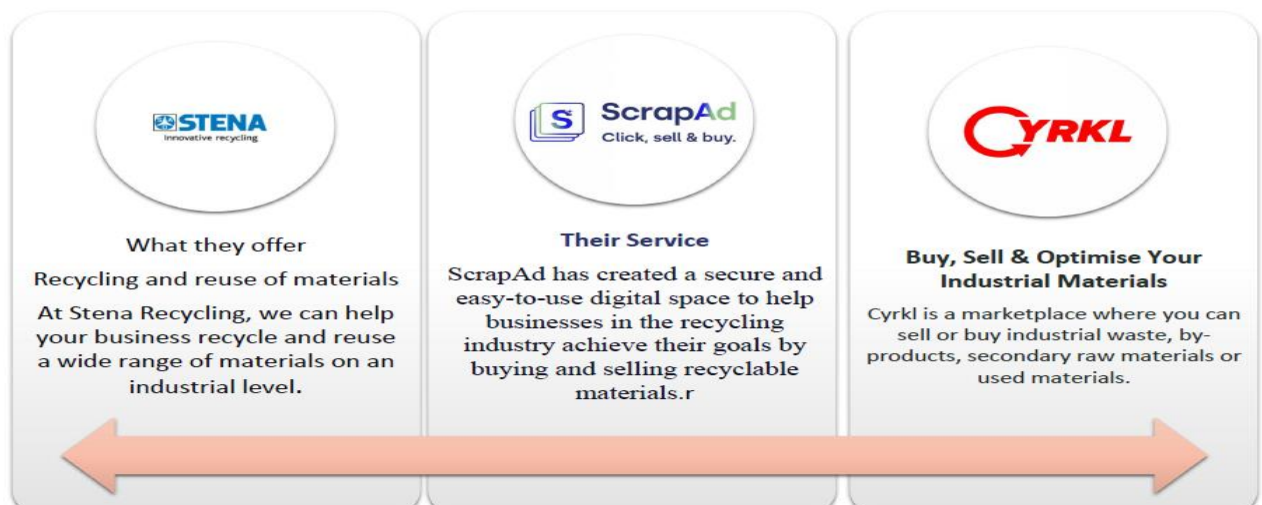 STENA
Innovative recycling
What they offer
Recycling and reuse of materials
At Stena Recycling, we can help
your business recycle and reuse
a wide range of materials on an
industrial level.
S
ScrapAd
Click, sell & buy.
Their Service
ScrapAd has created a secure and
easy-to-use digital space to help
businesses in the recycling
industry achieve their goals by
buying and selling recyclable
materials.r
CYRKL
Buy, Sell & Optimise Your
Industrial Materials
Cyrkl is a marketplace where you can
sell or buy industrial waste, by-
products, secondary raw materials or
used materials.